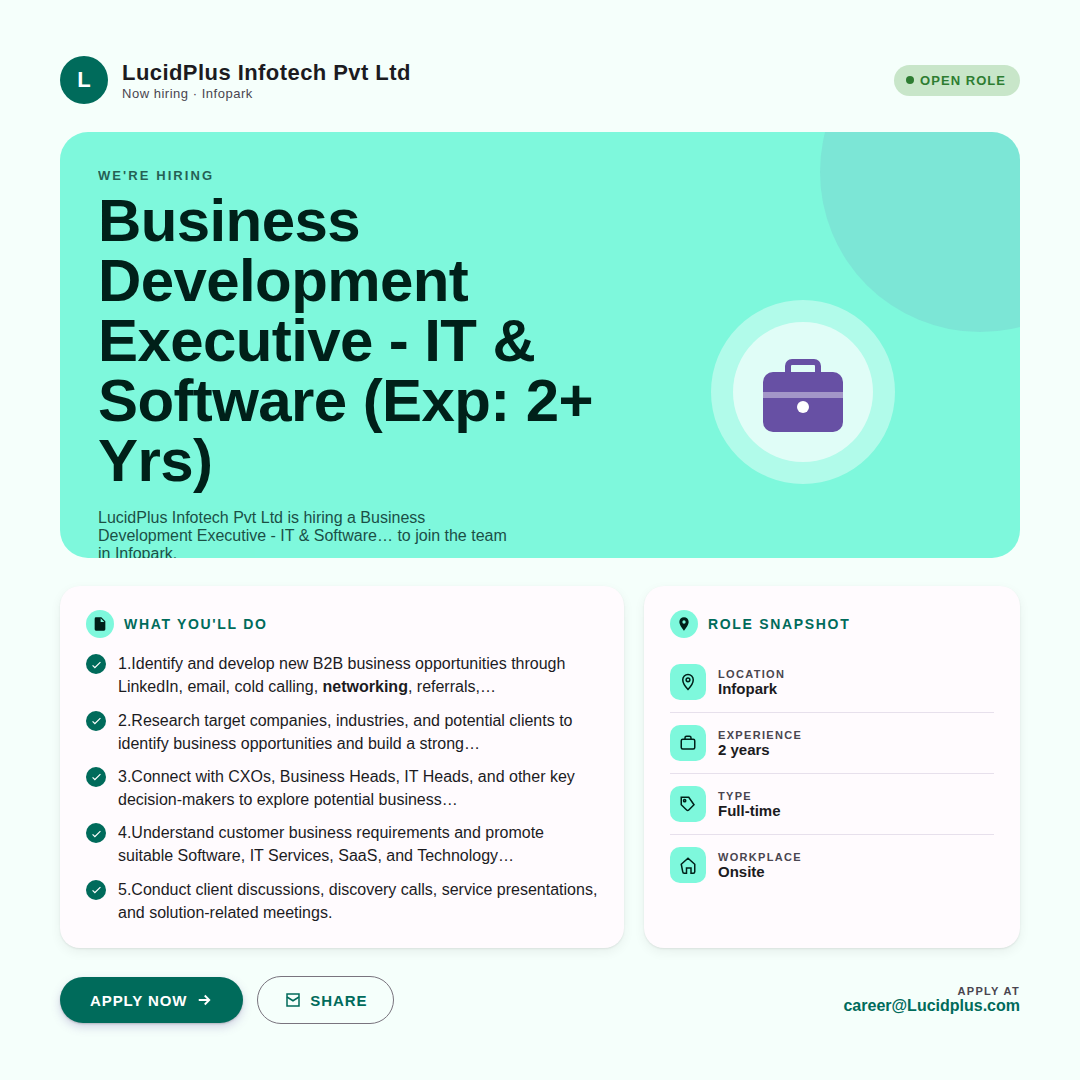 L
LucidPlus Infotech Pvt Ltd
Now hiring · Infopark
OPEN ROLE
WE'RE HIRING
Business
Development
Executive - IT &
Software (Exp: 2+
Yrs)
LucidPlus Infotech Pvt Ltd is hiring a Business
Development Executive - IT & Software… to join the team
in Infopark.
WHAT YOU'LL DO
1.Identify and develop new B2B business opportunities through
LinkedIn, email, cold calling, networking, referrals,…
2.Research target companies, industries, and potential clients to
identify business opportunities and build a strong…
3.Connect with CXOs, Business Heads, IT Heads, and other key
decision-makers to explore potential business…
4.Understand customer business requirements and promote
suitable Software, IT Services, SaaS, and Technology…
5.Conduct client discussions, discovery calls, service presentations,
and solution-related meetings.
ROLE SNAPSHOT
LOCATION
Infopark
EXPERIENCE
2 years
TYPE
Full-time
WORKPLACE
Onsite
APPLY NOW
SHARE
APPLY AT
career@Lucidplus.com